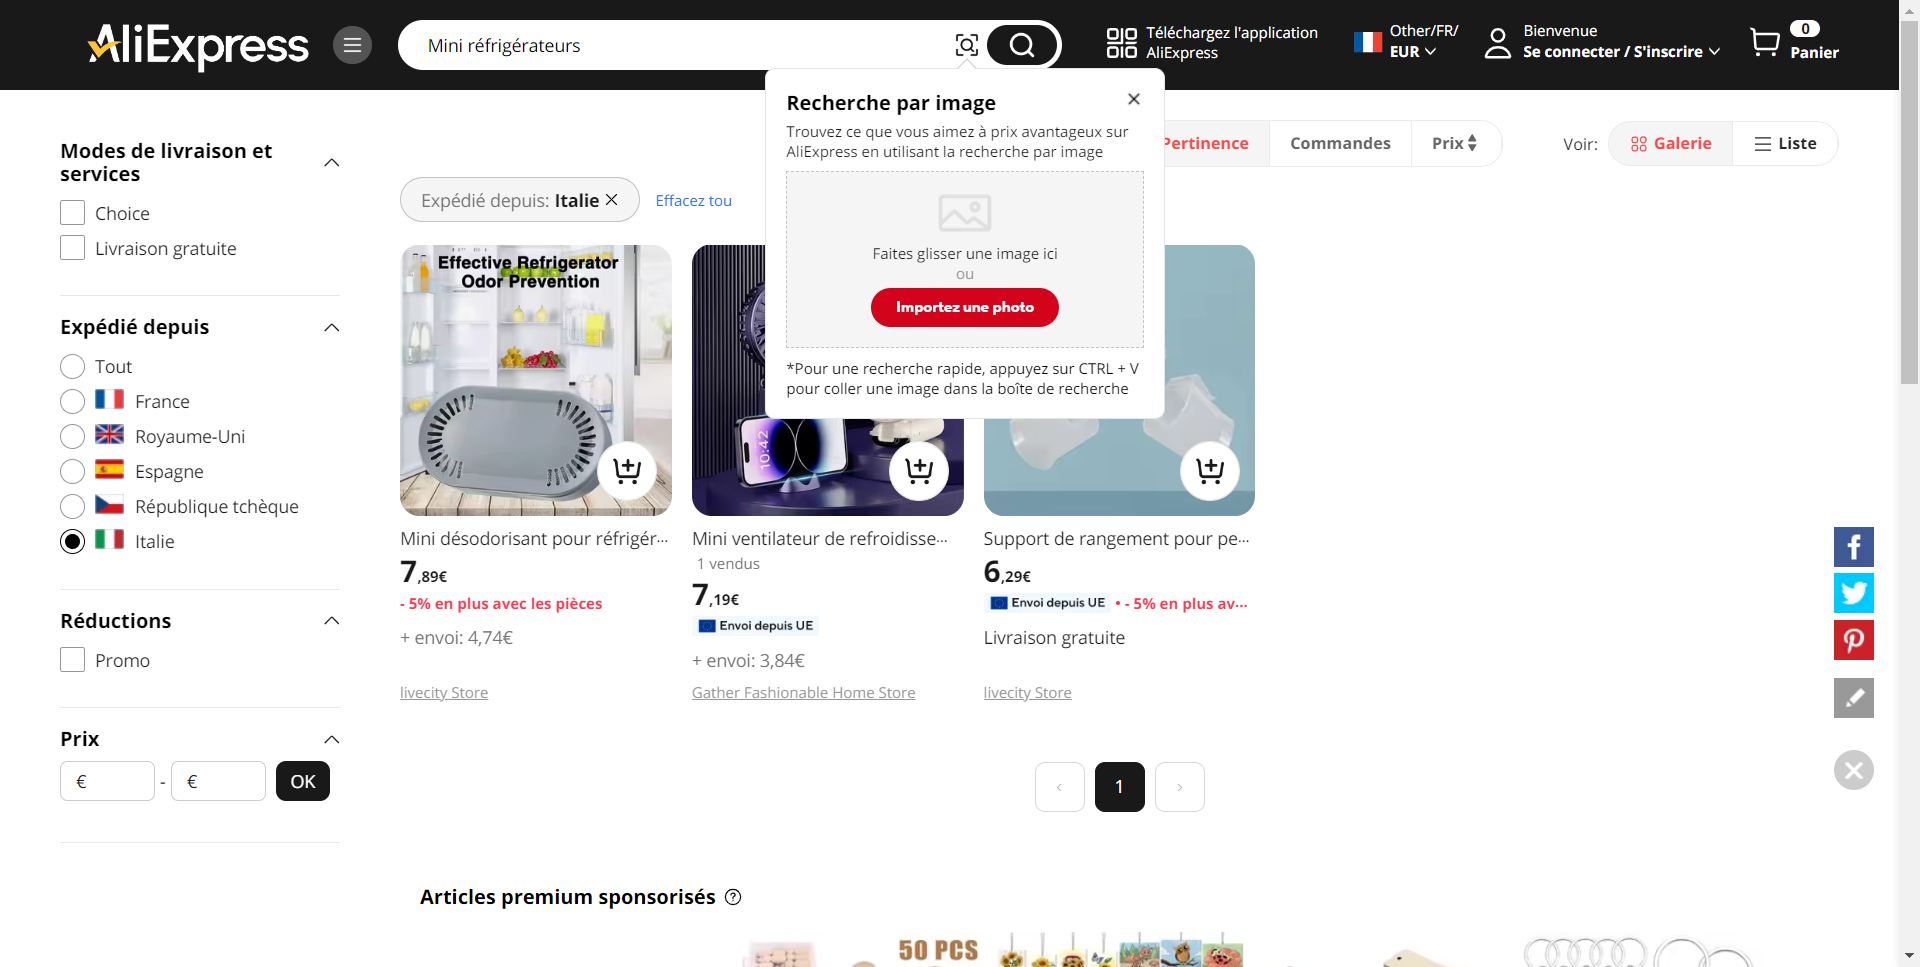 AliExpress
Mini réfrigérateurs
Téléchargez l'application
AliExpress
Other/FR/
EUR
Bienvenue
Se connecter / S'inscrire
0
Panier
Recherche par image
Trouvez ce que vous aimez à prix avantageux sur
AliExpress en utilisant la recherche par image
Faites glisser une image ici
ou
Importez une photo
*Pour une recherche rapide, appuyez sur CTRL + V
pour coller une image dans la boîte de recherche
Pertinence
Commandes
Prix
Voir:
Galerie
Liste
Modes de livraison et
services
Choice
Livraison gratuite
Expédié depuis
Tout
France
Royaume-Uni
Espagne
République tchèque
Italie
Réductions
Promo
Prix
€
-
€
OK
Expédié depuis: Italie
Effacez tou
Effective Refrigerator
Odor Prevention
Mini désodorisant pour réfrigér...
7,89€
- 5% en plus avec les pièces
+ envoi: 4,74€
livecity Store
10:42
Mini ventilateur de refroidisse...
1 vendus
7,19€
Envoi depuis UE
+ envoi: 3,84€
Gather Fashionable Home Store
Support de rangement pour pe...
6,29€
Envoi depuis UE • - 5% en plus av...
Livraison gratuite
livecity Store
‹
1
›
Articles premium sponsorisés
50 PCS